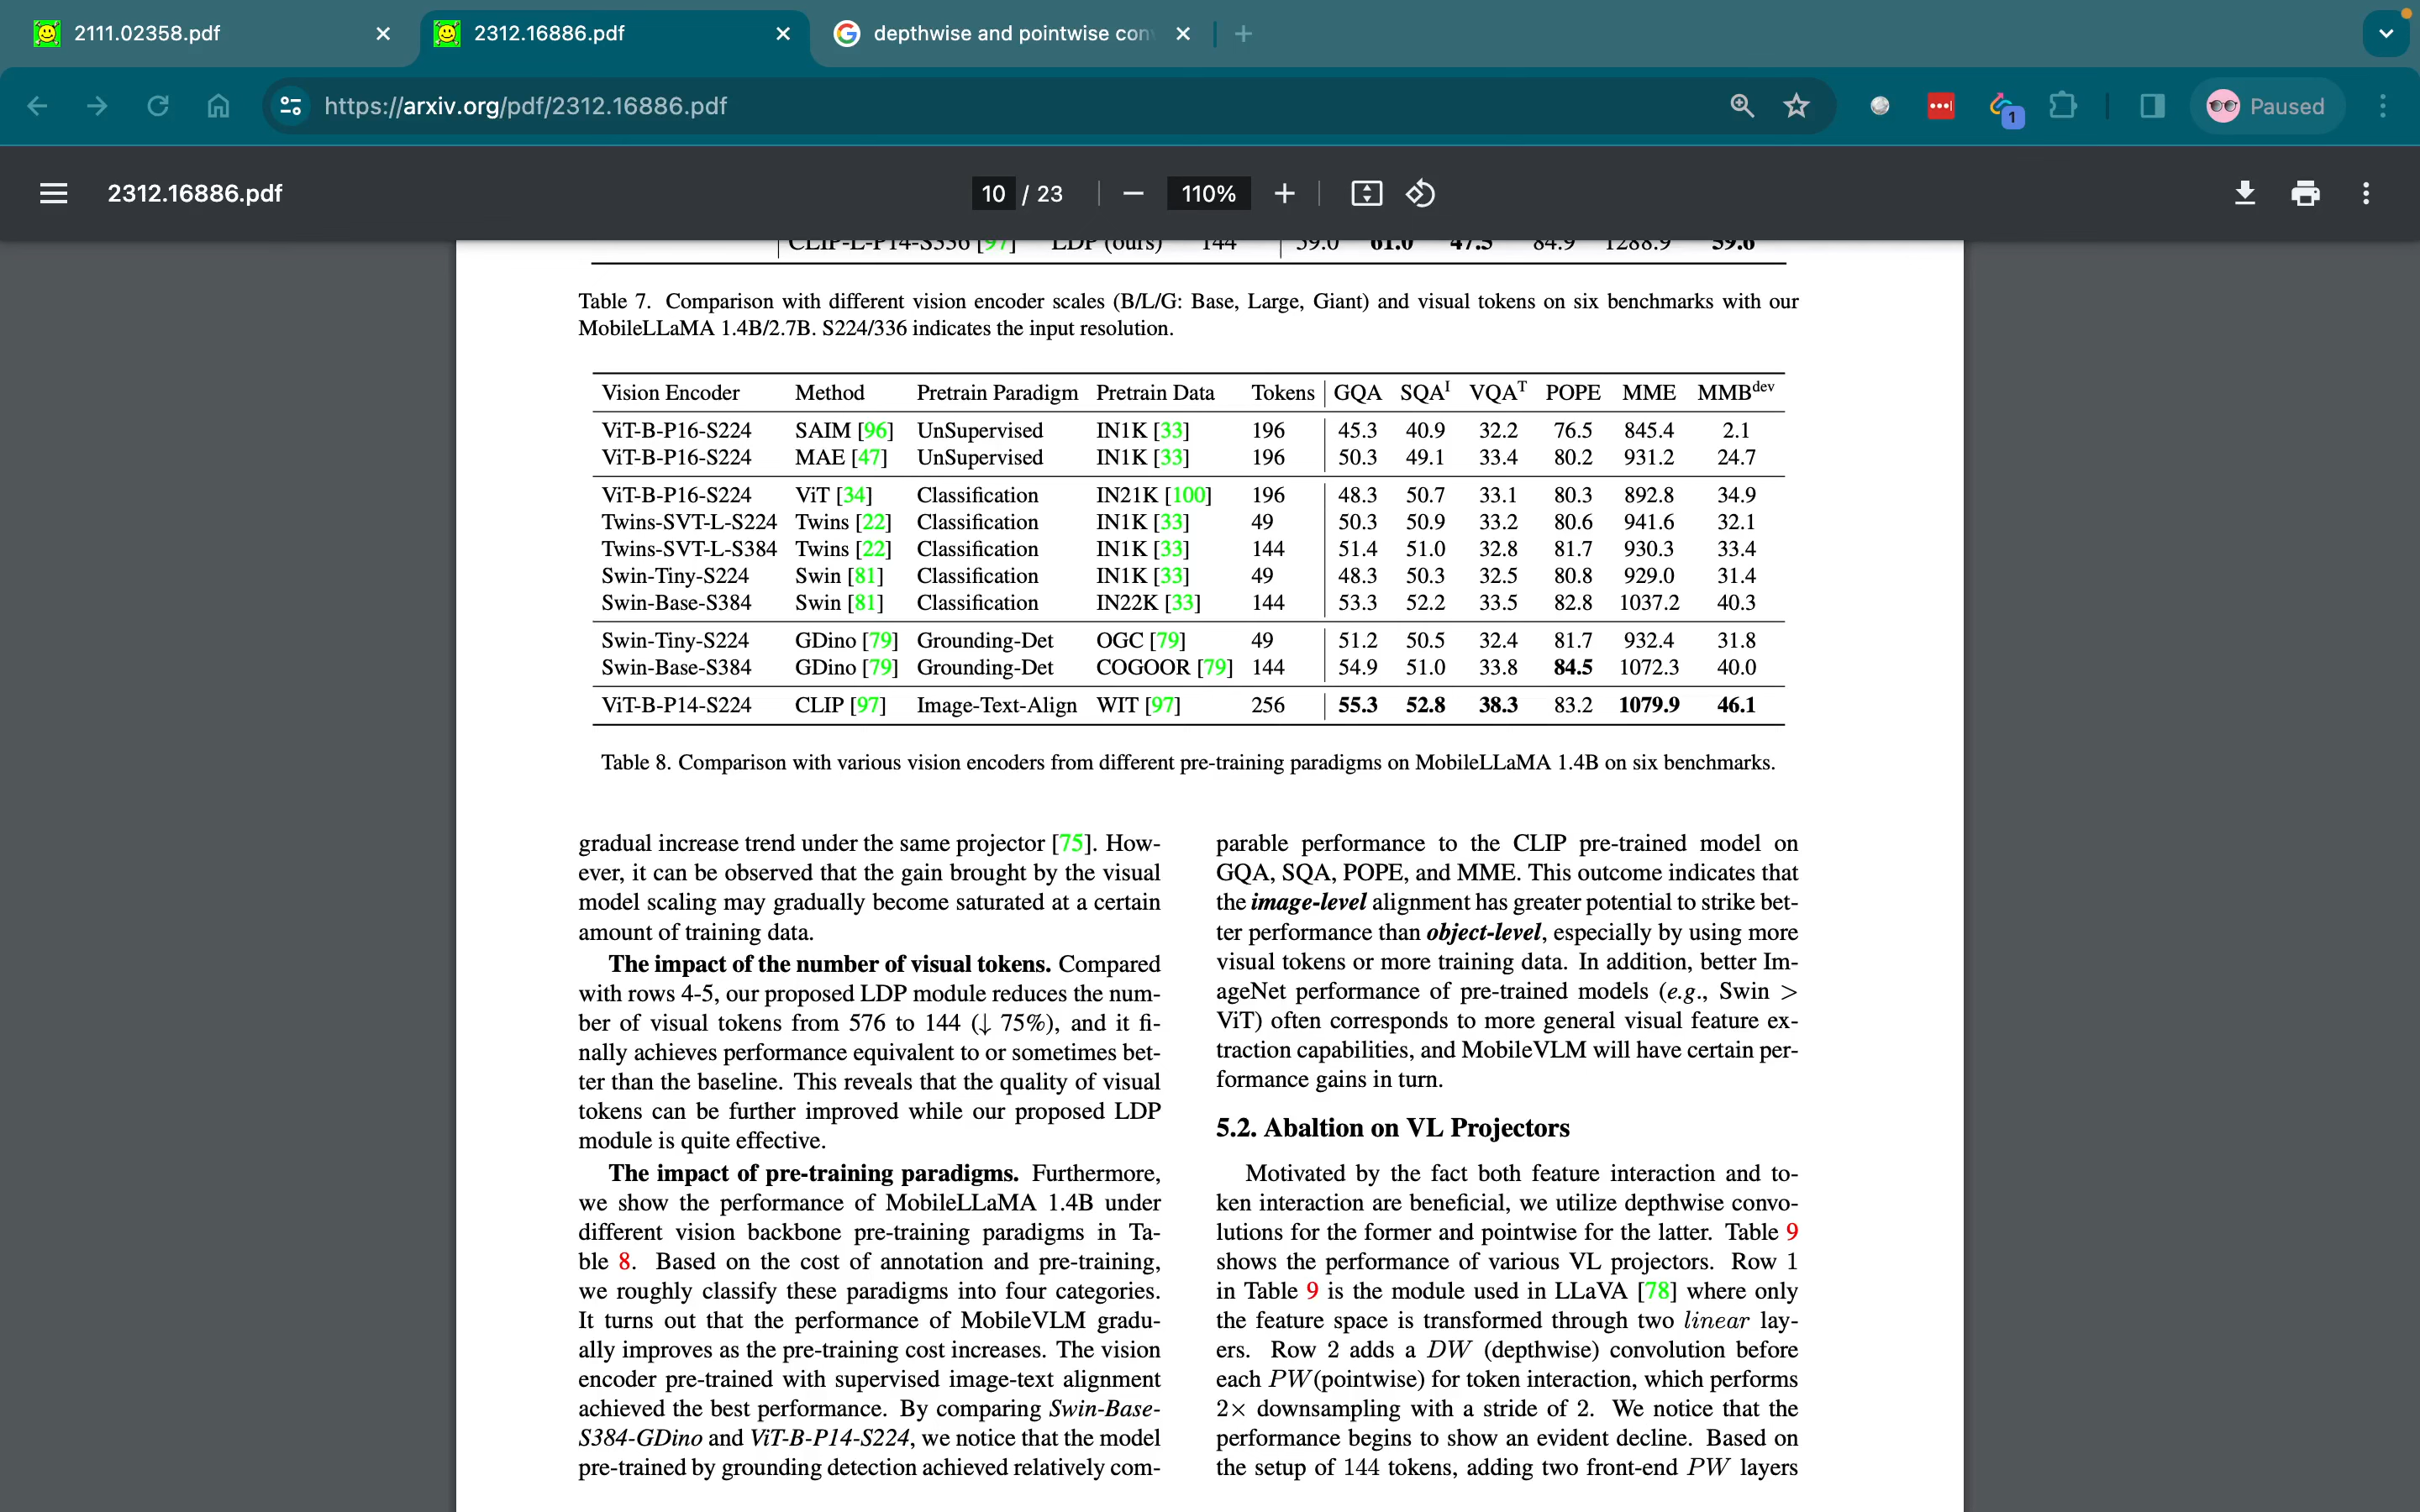 2111.02358.pdf
2312.16886.pdf
depthwise and pointwise con
https://arxiv.org/pdf/2312.16886.pdf
1
Paused
2312.16886.pdf
10 / 23
110%
CLIP-L-P14-S336 [97] LDP (ours) 144 59.0 61.0 47.5 84.9 1288.9 59.6
Table 7. Comparison with different vision encoder scales (B/L/G: Base, Large, Giant) and visual tokens on six benchmarks with our
MobileLLaMA 1.4B/2.7B. S224/336 indicates the input resolution.
Vision Encoder Method Pretrain Paradigm Pretrain Data Tokens GQA SQAI VQAT POPE MME MMBdev
ViT-B-P16-S224 SAIM [96] UnSupervised IN1K [33] 196 45.3 40.9 32.2 76.5 845.4 2.1
ViT-B-P16-S224 MAE [47] UnSupervised IN1K [33] 196 50.3 49.1 33.4 80.2 931.2 24.7
ViT-B-P16-S224 ViT [34] Classification IN21K [100] 196 48.3 50.7 33.1 80.3 892.8 34.9
Twins-SVT-L-S224 Twins [22] Classification IN1K [33] 49 50.3 50.9 33.2 80.6 941.6 32.1
Twins-SVT-L-S384 Twins [22] Classification IN1K [33] 144 51.4 51.0 32.8 81.7 930.3 33.4
Swin-Tiny-S224 Swin [81] Classification IN1K [33] 49 48.3 50.3 32.5 80.8 929.0 31.4
Swin-Base-S384 Swin [81] Classification IN22K [33] 144 53.3 52.2 33.5 82.8 1037.2 40.3
Swin-Tiny-S224 GDino [79] Grounding-Det OGC [79] 49 51.2 50.5 32.4 81.7 932.4 31.8
Swin-Base-S384 GDino [79] Grounding-Det COGOOR [79] 144 54.9 51.0 33.8 84.5 1072.3 40.0
ViT-B-P14-S224 CLIP [97] Image-Text-Align WIT [97] 256 55.3 52.8 38.3 83.2 1079.9 46.1
Table 8. Comparison with various vision encoders from different pre-training paradigms on MobileLLaMA 1.4B on six benchmarks.
gradual increase trend under the same projector [75]. How-
ever, it can be observed that the gain brought by the visual
model scaling may gradually become saturated at a certain
amount of training data.
The impact of the number of visual tokens. Compared
with rows 4-5, our proposed LDP module reduces the num-
ber of visual tokens from 576 to 144 (↓ 75%), and it fi-
nally achieves performance equivalent to or sometimes bet-
ter than the baseline. This reveals that the quality of visual
tokens can be further improved while our proposed LDP
module is quite effective.
The impact of pre-training paradigms. Furthermore,
we show the performance of MobileLLaMA 1.4B under
different vision backbone pre-training paradigms in Ta-
ble 8. Based on the cost of annotation and pre-training,
we roughly classify these paradigms into four categories.
It turns out that the performance of MobileVLM gradu-
ally improves as the pre-training cost increases. The vision
encoder pre-trained with supervised image-text alignment
achieved the best performance. By comparing Swin-Base-
S384-GDino and ViT-B-P14-S224, we notice that the model
pre-trained by grounding detection achieved relatively com-
parable performance to the CLIP pre-trained model on
GQA, SQA, POPE, and MME. This outcome indicates that
the image-level alignment has greater potential to strike bet-
ter performance than object-level, especially by using more
visual tokens or more training data. In addition, better Im-
ageNet performance of pre-trained models (e.g., Swin >
ViT) often corresponds to more general visual feature ex-
traction capabilities, and MobileVLM will have certain per-
formance gains in turn.
5.2. Abaltion on VL Projectors
Motivated by the fact both feature interaction and to-
ken interaction are beneficial, we utilize depthwise convo-
lutions for the former and pointwise for the latter. Table 9
shows the performance of various VL projectors. Row 1
in Table 9 is the module used in LLaVA [78] where only
the feature space is transformed through two linear lay-
ers. Row 2 adds a DW (depthwise) convolution before
each PW(pointwise) for token interaction, which performs
2× downsampling with a stride of 2. We notice that the
performance begins to show an evident decline. Based on
the setup of 144 tokens, adding two front-end PW layers